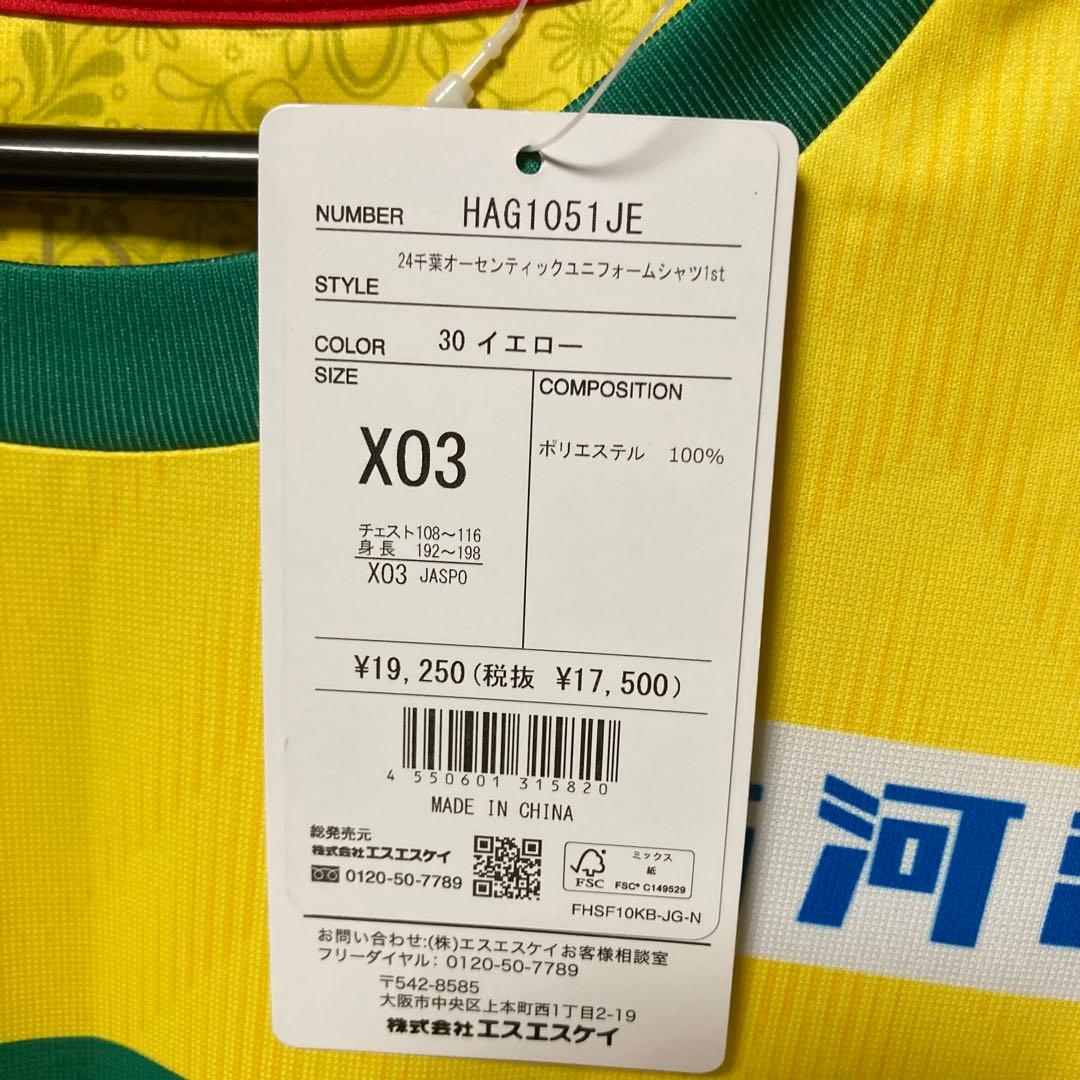 NUMBER HAG1051JE
24千葉オーセンティックユニフォームシャツ1st
STYLE
COLOR 30 イエロー
SIZE
COMPOSITION
X03
ポリエステル 100%
チェスト108～116
身長 192～198
X03 JASPO
¥19,250(税抜 ¥17,500)
4 550601 315820
MADE IN CHINA
総発売元
株式会社エスエスケイ
0120-50-7789
ミックス
紙
FSC
FSC® C149529
FHSF10KB-JG-N
お問い合わせ:(株)エスエスケイお客様相談室
フリーダイヤル: 0120-50-7789
〒542-8585
大阪市中央区上本町西1丁目2-19
株式会社エスエスケイ
河